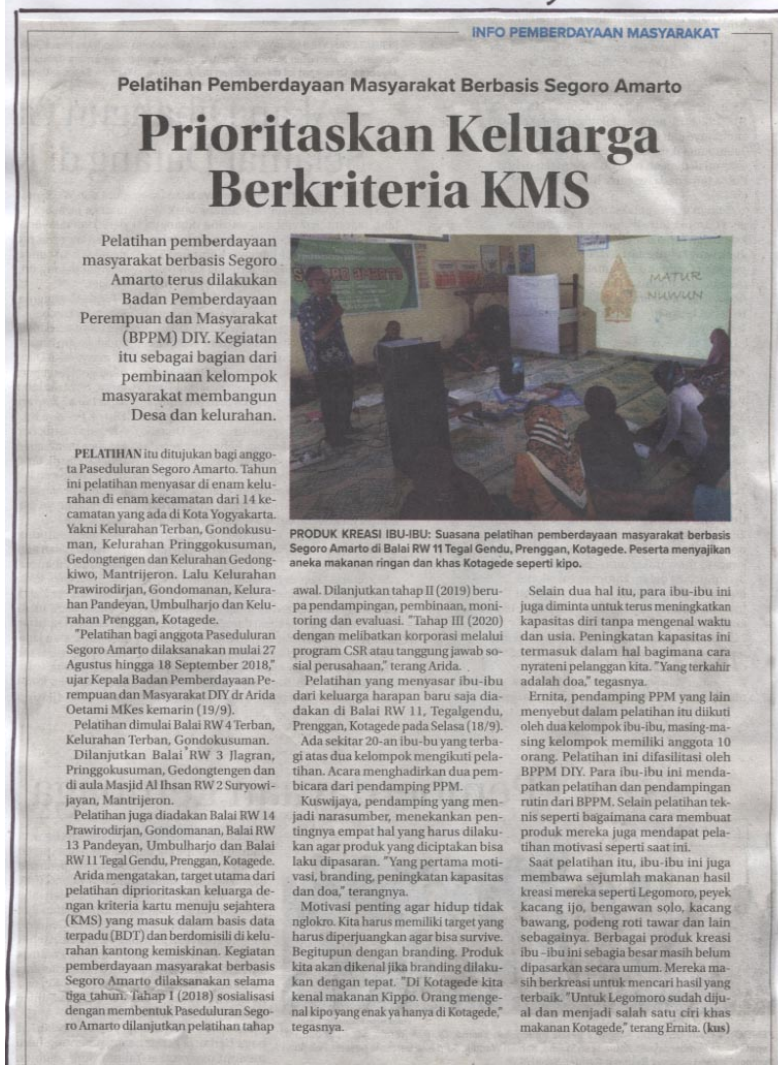 INFO PEMBERDAYAAN MASYARAKAT
Pelatihan Pemberdayaan Masyarakat Berbasis Segoro Amarto
Prioritaskan Keluarga
Berkriteria KMS
Pelatihan pemberdayaan
masyarakat berbasis Segoro
Amarto terus dilakukan
Badan Pemberdayaan
Perempuan dan Masyarakat
(BPPM) DIY. Kegiatan
itu sebagai bagian dari
pembinaan kelompok
masyarakat membangun
Desa dan kelurahan.
MATUR
NUWUN
PRODUK KREASI IBU-IBU: Suasana pelatihan pemberdayaan masyarakat berbasis
Segoro Amarto di Balai RW 11 Tegal Gendu, Prenggan, Kotagede. Peserta menyajikan
aneka makanan ringan dan khas Kotagede seperti kipo.
PELATIHAN itu ditujukan bagi anggo-
ta Paseduluran Segoro Amarto. Tahun
ini pelatihan menyasar di enam kelu-
rahan di enam kecamatan dari 14 ke-
camatan yang ada di Kota Yogyakarta.
Yakni Kelurahan Terban, Gondokusu-
man, Kelurahan Pringgokusuman,
Gedongtengen dan Kelurahan Gedong-
kiwo, Mantrijeron. Lalu Kelurahan
Prawirodirjan, Gondomanan, Kelura-
han Pandeyan, Umbulharjo dan Kelu-
rahan Prenggan, Kotagede.
"Pelatihan bagi anggota Paseduluran
Segoro Amarto dilaksanakan mulai 27
Agustus hingga 18 September 2018,"
ujar Kepala Badan Pemberdayaan Pe-
rempuan dan Masyarakat DIY dr Arida
Oetami MKes kemarin (19/9).
Pelatihan dimulai Balai RW 4 Terban,
Kelurahan Terban, Gondokusuman.
Dilanjutkan Balai RW 3 Jlagran,
Pringgokusuman, Gedongtengen dan
di aula Masjid Al Ihsan RW 2 Suryowi-
jayan, Mantrijeron.
Pelatihan juga diadakan Balai RW 14
Prawirodirjan, Gondomanan, Balai RW
13 Pandeyan, Umbulharjo dan Balai
RW 11 Tegal Gendu, Prenggan, Kotagede.
Arida mengatakan, target utama dari
pelatihan diprioritaskan keluarga de-
ngan kriteria kartu menuju sejahtera
(KMS) yang masuk dalam basis data
terpadu (BDT) dan berdomisili di kelu-
rahan kantong kemiskinan. Kegiatan
pemberdayaan masyarakat berbasis
Segoro Amarto dilaksanakan selama
tiga tahun. Tahap I (2018) sosialisasi
dengan membentuk Paseduluran Sego-
ro Amarto dilanjutkan pelatihan tahap
awal. Dilanjutkan tahap II (2019) beru-
pa pendampingan, pembinaan, moni-
toring dan evaluasi. "Tahap III (2020)
dengan melibatkan korporasi melalui
program CSR atau tanggung jawab so-
sial perusahaan," terang Arida.
Pelatihan yang menyasar ibu-ibu
dari keluarga harapan baru saja dia-
dakan di Balai RW 11, Tegalgendu,
Prenggan, Kotagede pada Selasa (18/9).
Ada sekitar 20-an ibu-bu yang terba-
gi atas dua kelompok mengikuti pela-
tihan. Acara menghadirkan dua pem-
bicara dari pendamping PPM.
Kuswijaya, pendamping yang men-
jadi narasumber, menekankan pen-
tingnya empat hal yang harus dilaku-
kan agar produk yang diciptakan bisa
laku dipasaran. "Yang pertama moti-
vasi, branding, peningkatan kapasitas
dan doa," terangnya.
Motivasi penting agar hidup tidak
nglokro. Kita harus memiliki target yang
harus diperjuangkan agar bisa survive.
Begitupun dengan branding. Produk
kita akan dikenal jika branding dilaku-
kan dengan tepat. "Di Kotagede kita
kenal makanan Kippo. Orang menge-
nal kipo yang enak ya hanya di Kotagede,"
tegasnya.
Selain dua hal itu, para ibu-ibu ini
juga diminta untuk terus meningkatkan
kapasitas diri tanpa mengenal waktu
dan usia. Peningkatan kapasitas ini
termasuk dalam hal bagaimana cara
nyrateni pelanggan kita. "Yang terkahir
adalah doa," tegasnya.
Ernita, pendamping PPM yang lain
menyebut dalam pelatihan itu diikuti
oleh dua kelompok ibu-ibu, masing-ma-
sing kelompok memiliki anggota 10
orang. Pelatihan ini difasilitasi oleh
BPPM DIY. Para ibu-ibu ini menda-
patkan pelatihan dan pendampingan
rutin dari BPPM. Selain pelatihan tek-
nis seperti bagaimana cara membuat
produk mereka juga mendapat pela-
tihan motivasi seperti saat ini.
Saat pelatihan itu, ibu-ibu ini juga
membawa sejumlah makanan hasil
kreasi mereka seperti Legomoro, peyek
kacang ijo, bengawan solo, kacang
bawang, podeng roti tawar dan lain
sebagainya. Berbagai produk kreasi
ibu -ibu ini sebagia besar masih belum
dipasarkan secara umum. Mereka ma-
sih berkreasi untuk mencari hasil yang
terbaik. "Untuk Legomoro sudah diju-
al dan menjadi salah satu ciri khas
makanan Kotagede," terang Ernita. (kus)